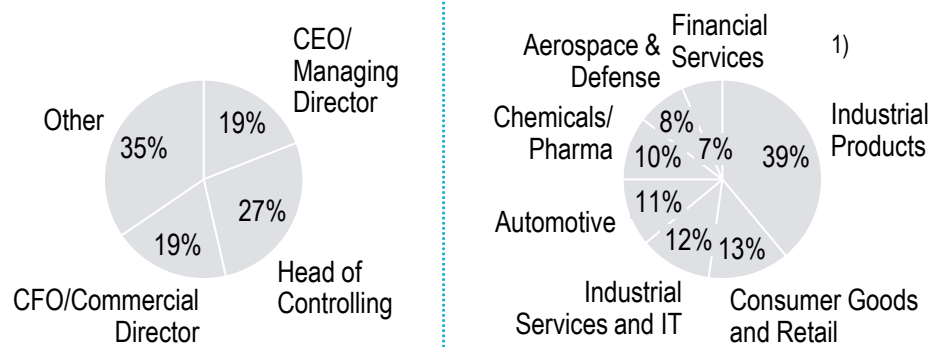 CEO/
Managing
Director
19%
Other
35%
27%
19%
Head of
Controlling
CFO/Commercial
Director
Financial
Services
1)
Aerospace &
Defense
Chemicals/
Pharma
8%
10%
7%
39%
Industrial
Products
Automotive
11%
12%
13%
Industrial
Services and IT
Consumer Goods
and Retail